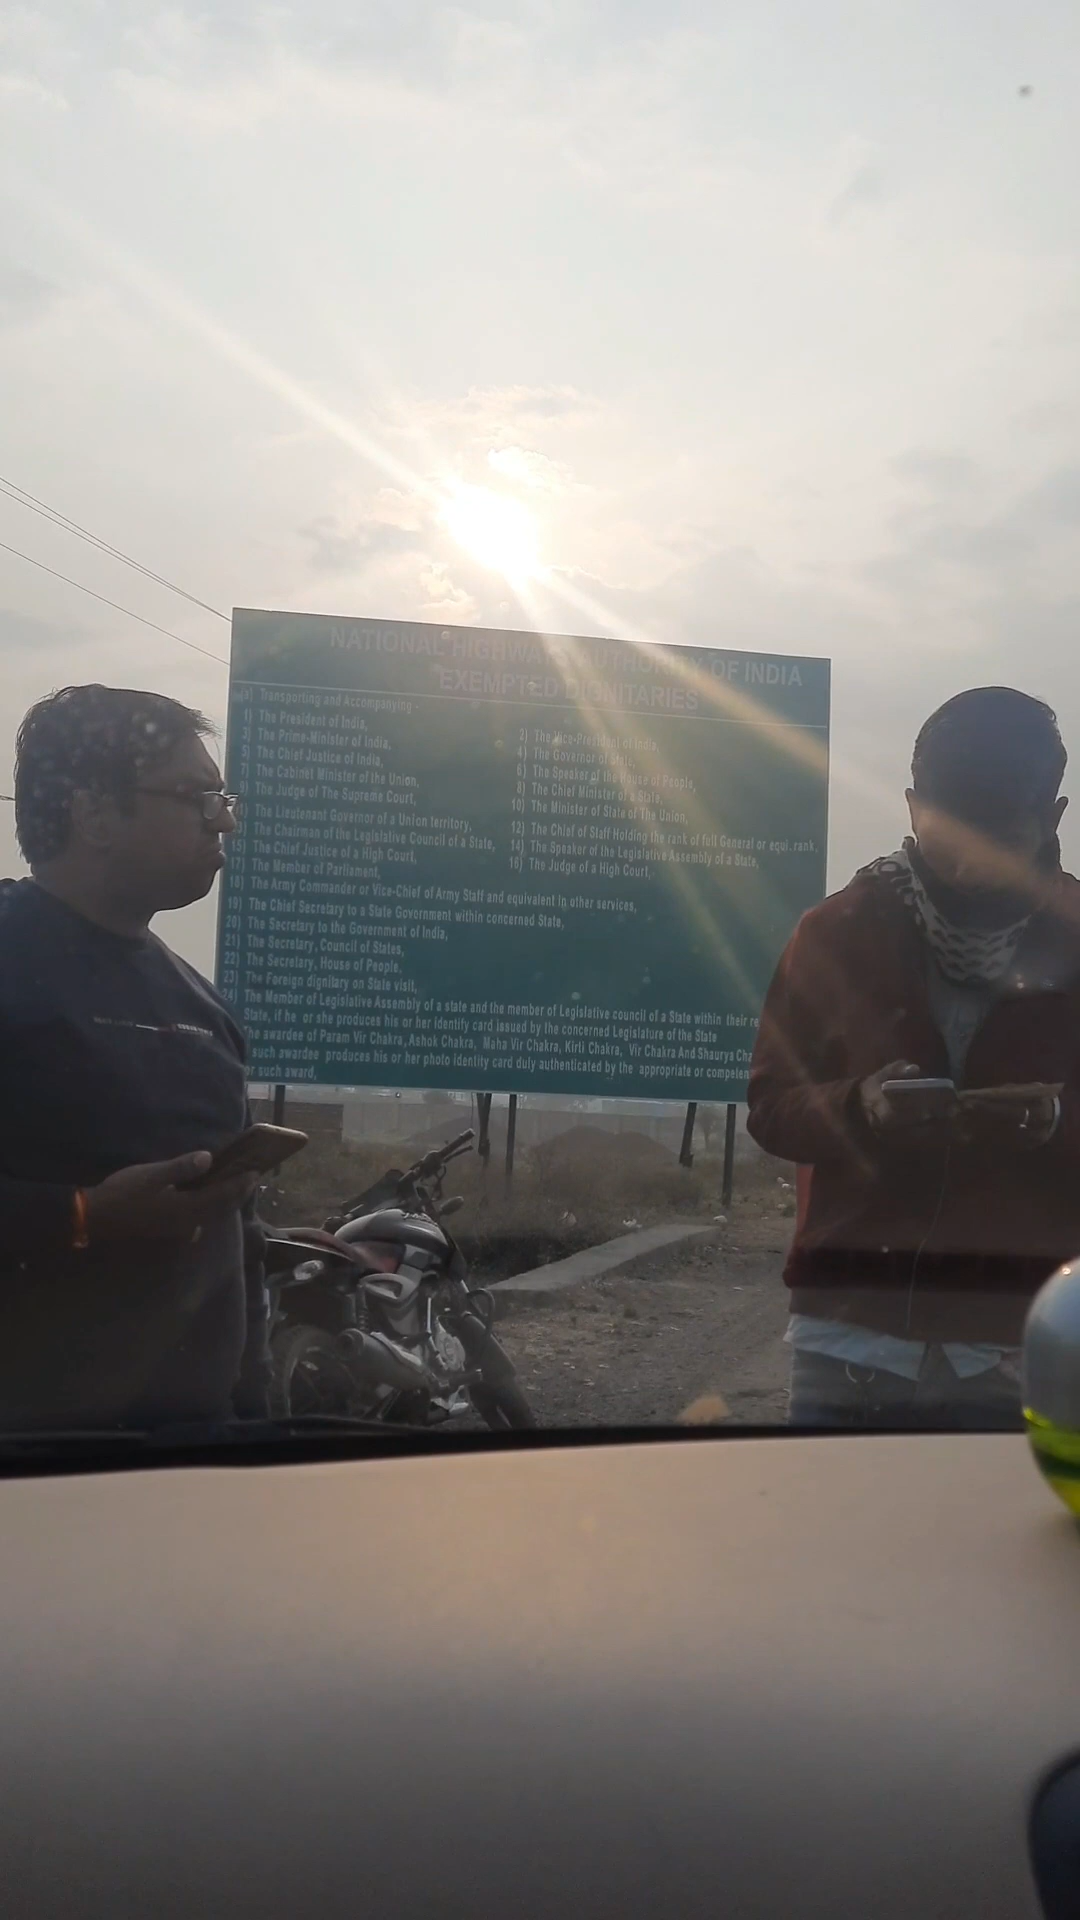 NATIONAL HIGHWAYS AUTHORITY OF INDIA
EXEMPTED DIGNITARIES
(a) Transporting and Accompanying -
1) The President of India,
2) The Vice-President of India,
3) The Prime-Minister of India,
4) The Governor of State,
5) The Chief Justice of India,
6) The Speaker of the House of People,
7) The Cabinet Minister of the Union,
8) The Chief Minister of a State,
9) The Judge of The Supreme Court,
10) The Minister of State of The Union,
1) The Lieutenant Governor of a Union territory,
12) The Chief of Staff Holding the rank of full General or equi. rank.
3) The Chairman of the Legislative Council of a State,
14) The Speaker of the Legislative Assembly of a State,
15) The Chief Justice of a High Court,
16) The Judge of a High Court,
17) The Member of Parliament,
18) The Army Commander or Vice-Chief of Army Staff and equivalent in other services,
19) The Chief Secretary to a State Government within concerned State,
20) The Secretary to the Government of India,
21) The Secretary, Council of States,
22) The Secretary, House of People,
23) The Foreign dignitary on State visit,
24) The Member of Legislative Assembly of a state and the member of Legislative council of a State within their re
State, if he or she produces his or her identify card issued by the concerned Legislature of the State
The awardee of Param Vir Chakra, Ashok Chakra, Maha Vir Chakra, Kirti Chakra, Vir Chakra And Shaurya Cha
such awardee produces his or her photo identity card duly authenticated by the appropriate or competen
or such award,